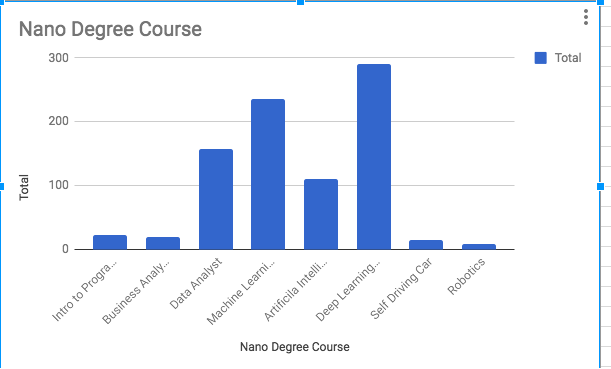 Nano Degree Course
Total
300
200
100
0
Total
Intro to Progra...
Business Analy...
Data Analyst
Machine Learni...
Artificila Intelli...
Deep Learning...
Self Driving Car
Robotics
Nano Degree Course